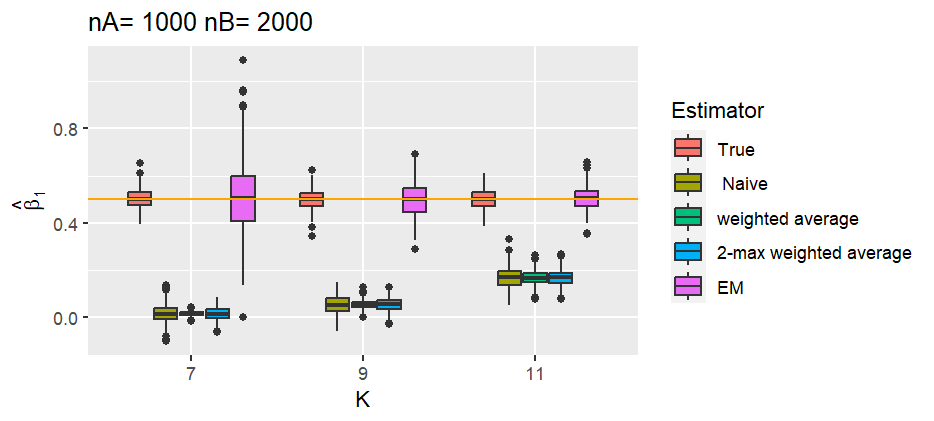 nA= 1000 nB= 2000
0.8
0.4
0.0
β̂1
7
9
11
K
Estimator
True
Naive
weighted average
2-max weighted average
EM